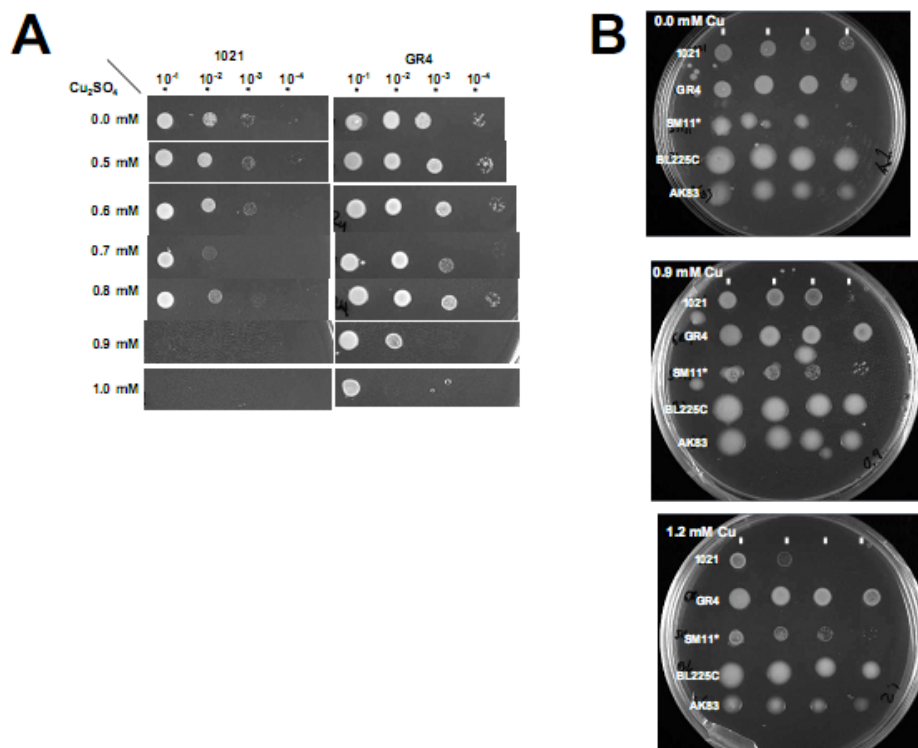 A
1021
GR4
Cu₂SO₄
10⁻¹ 10⁻² 10⁻³ 10⁻⁴
10⁻¹ 10⁻² 10⁻³ 10⁻⁴
0.0 mM
0.5 mM
0.6 mM
0.7 mM
0.8 mM
0.9 mM
1.0 mM
B
0.0 mM Cu
1021
GR4
SM11*
BL225C
AK83
0.9 mM Cu
1021
GR4
SM11*
BL225C
AK83
0.9
1.2 mM Cu
1021
GR4
SM11*
BL225C
AK83